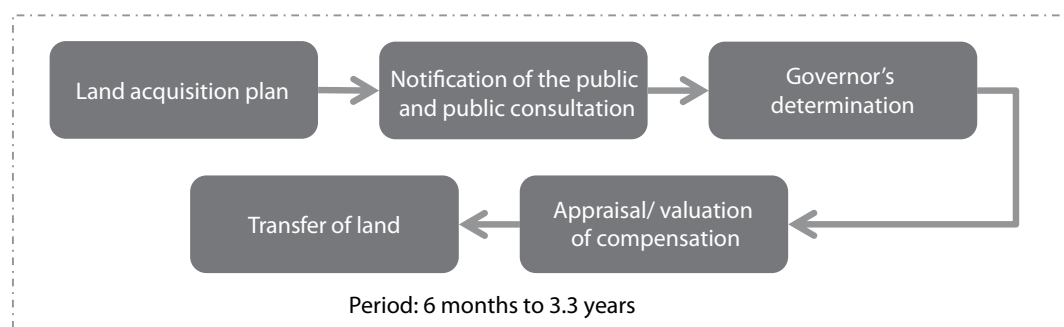 Land acquisition plan
Notification of the public
and public consultation
Governor’s
determination
Appraisal/ valuation
of compensation
Transfer of land
Period: 6 months to 3.3 years